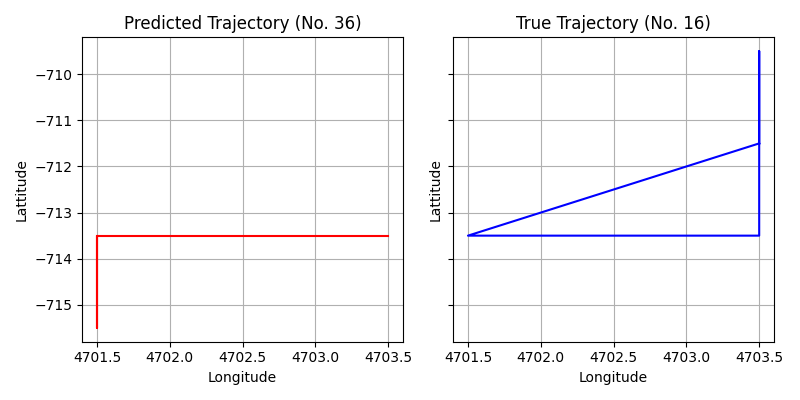 Predicted Trajectory (No. 36)
True Trajectory (No. 16)
−710
−711
−712
−713
−714
−715
Lattitude
Lattitude
4701.5 4702.0 4702.5 4703.0 4703.5
4701.5 4702.0 4702.5 4703.0 4703.5
Longitude
Longitude